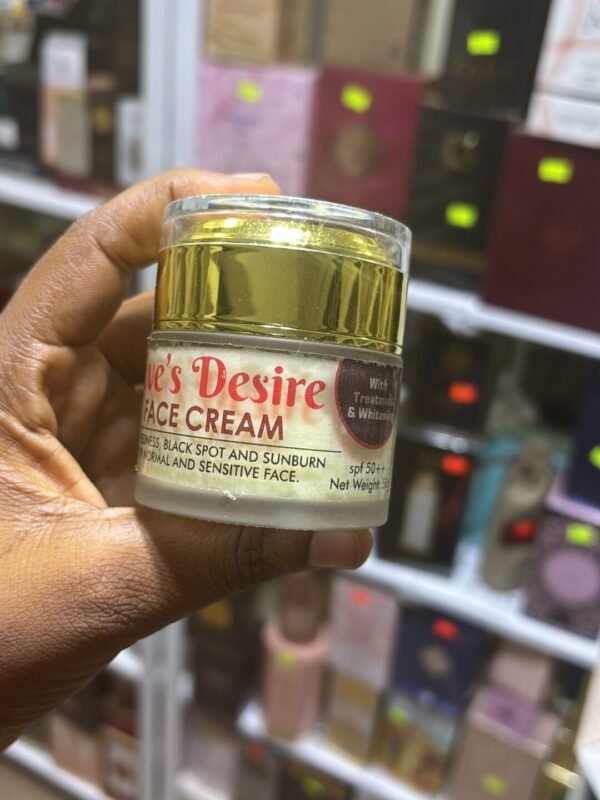 ve's Desire
FACE CREAM
DNESS, BLACK SPOT AND SUNBURN
NORMAL AND SENSITIVE FACE.
With
Treatment
& Whitening
spf 50++
Net Weight: